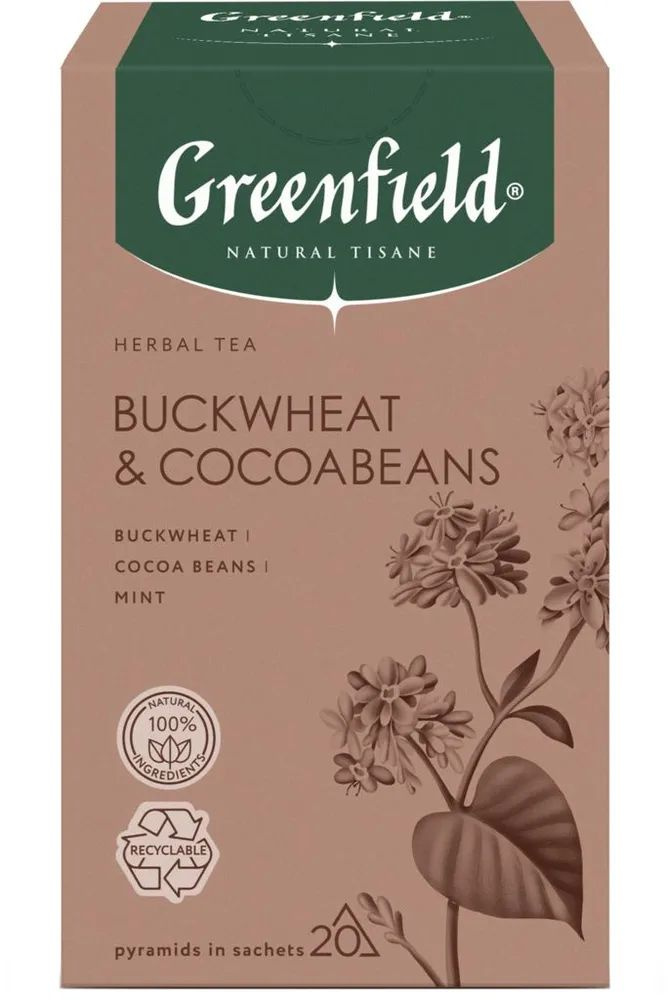 Greenfield®
NATURAL
TISANE
Greenfield®
NATURAL TISANE
HERBAL TEA
BUCKWHEAT
& COCOABEANS
BUCKWHEAT |
COCOA BEANS |
MINT
NATURAL
100%
INGREDIENTS
RECYCLABLE
pyramids in sachets 20